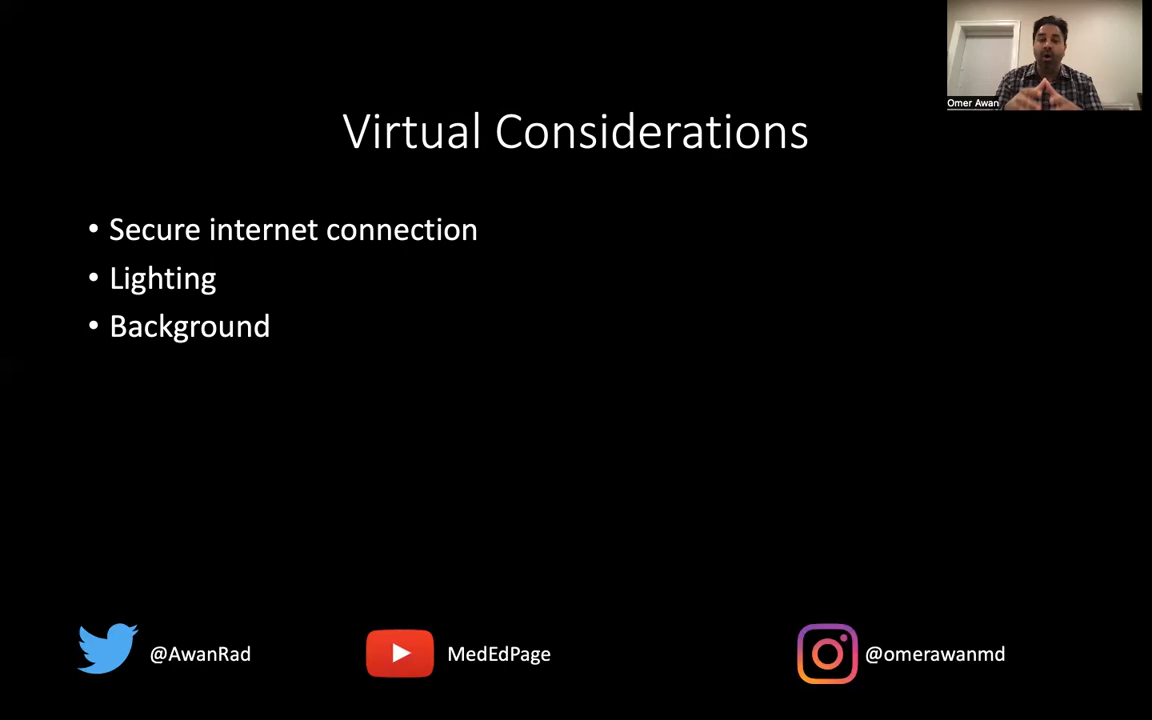 Omer Awan
Virtual Considerations
• Secure internet connection
• Lighting
• Background
@AwanRad
MedEdPage
@omerawanmd